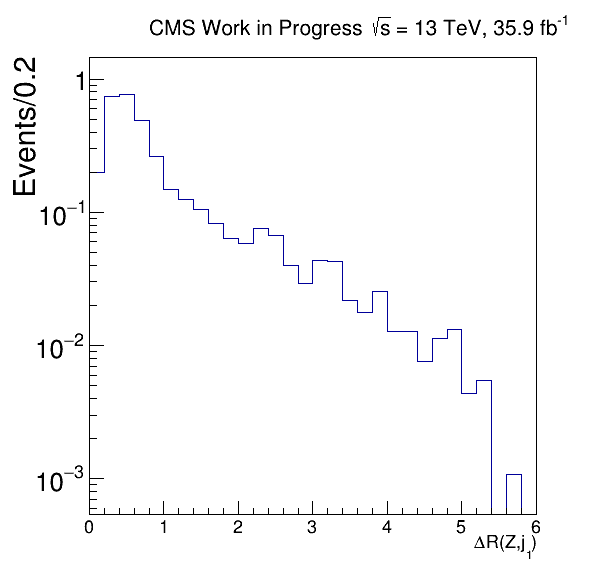 CMS Work in Progress √s = 13 TeV, 35.9 fb⁻¹
Events/0.2
1
10⁻¹
10⁻²
10⁻³
0 1 2 3 4 5 6
ΔR(Z,j₁)